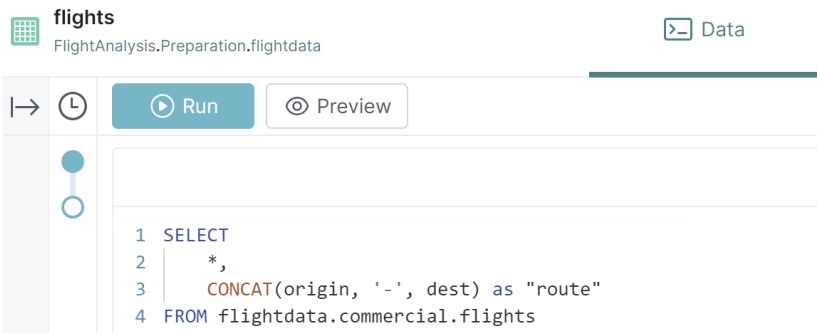 flights
FlightAnalysis.Preparation.flightdata
Data
Run
Preview
1 SELECT
2 *,
3 CONCAT(origin, '-', dest) as "route"
4 FROM flightdata.commercial.flights